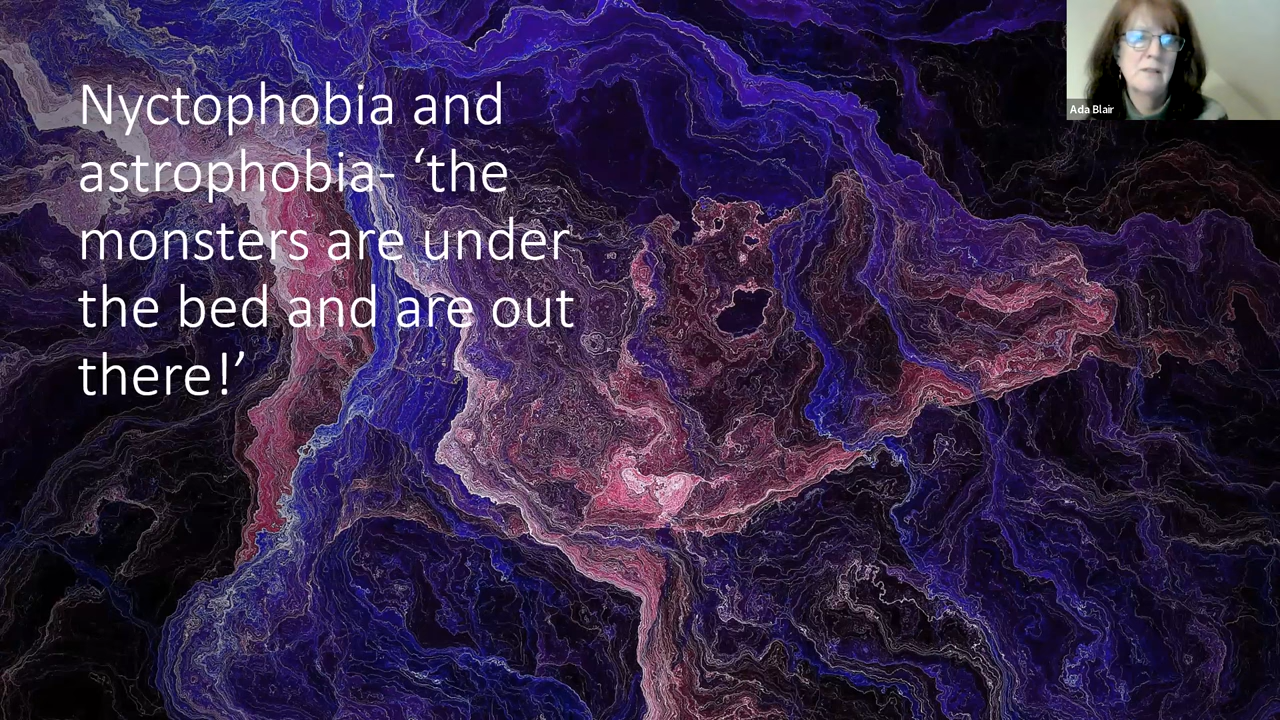 Nyctophobia and
astrophobia- ‘the
monsters are under
the bed and are out
there!’
Ada Blair